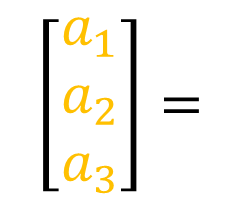 [a₁
a₂
a₃] =